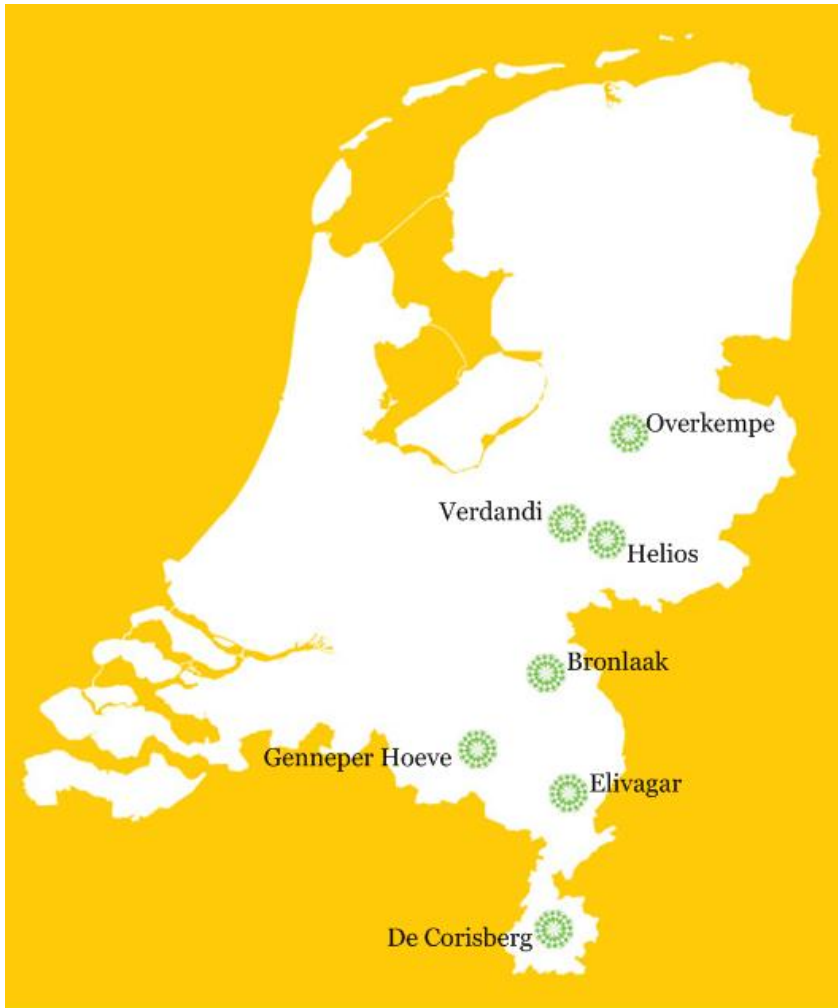 Overkempe
Verdandi
Helios
Bronlaak
Genneper Hoeve
Elivagar
De Corisberg